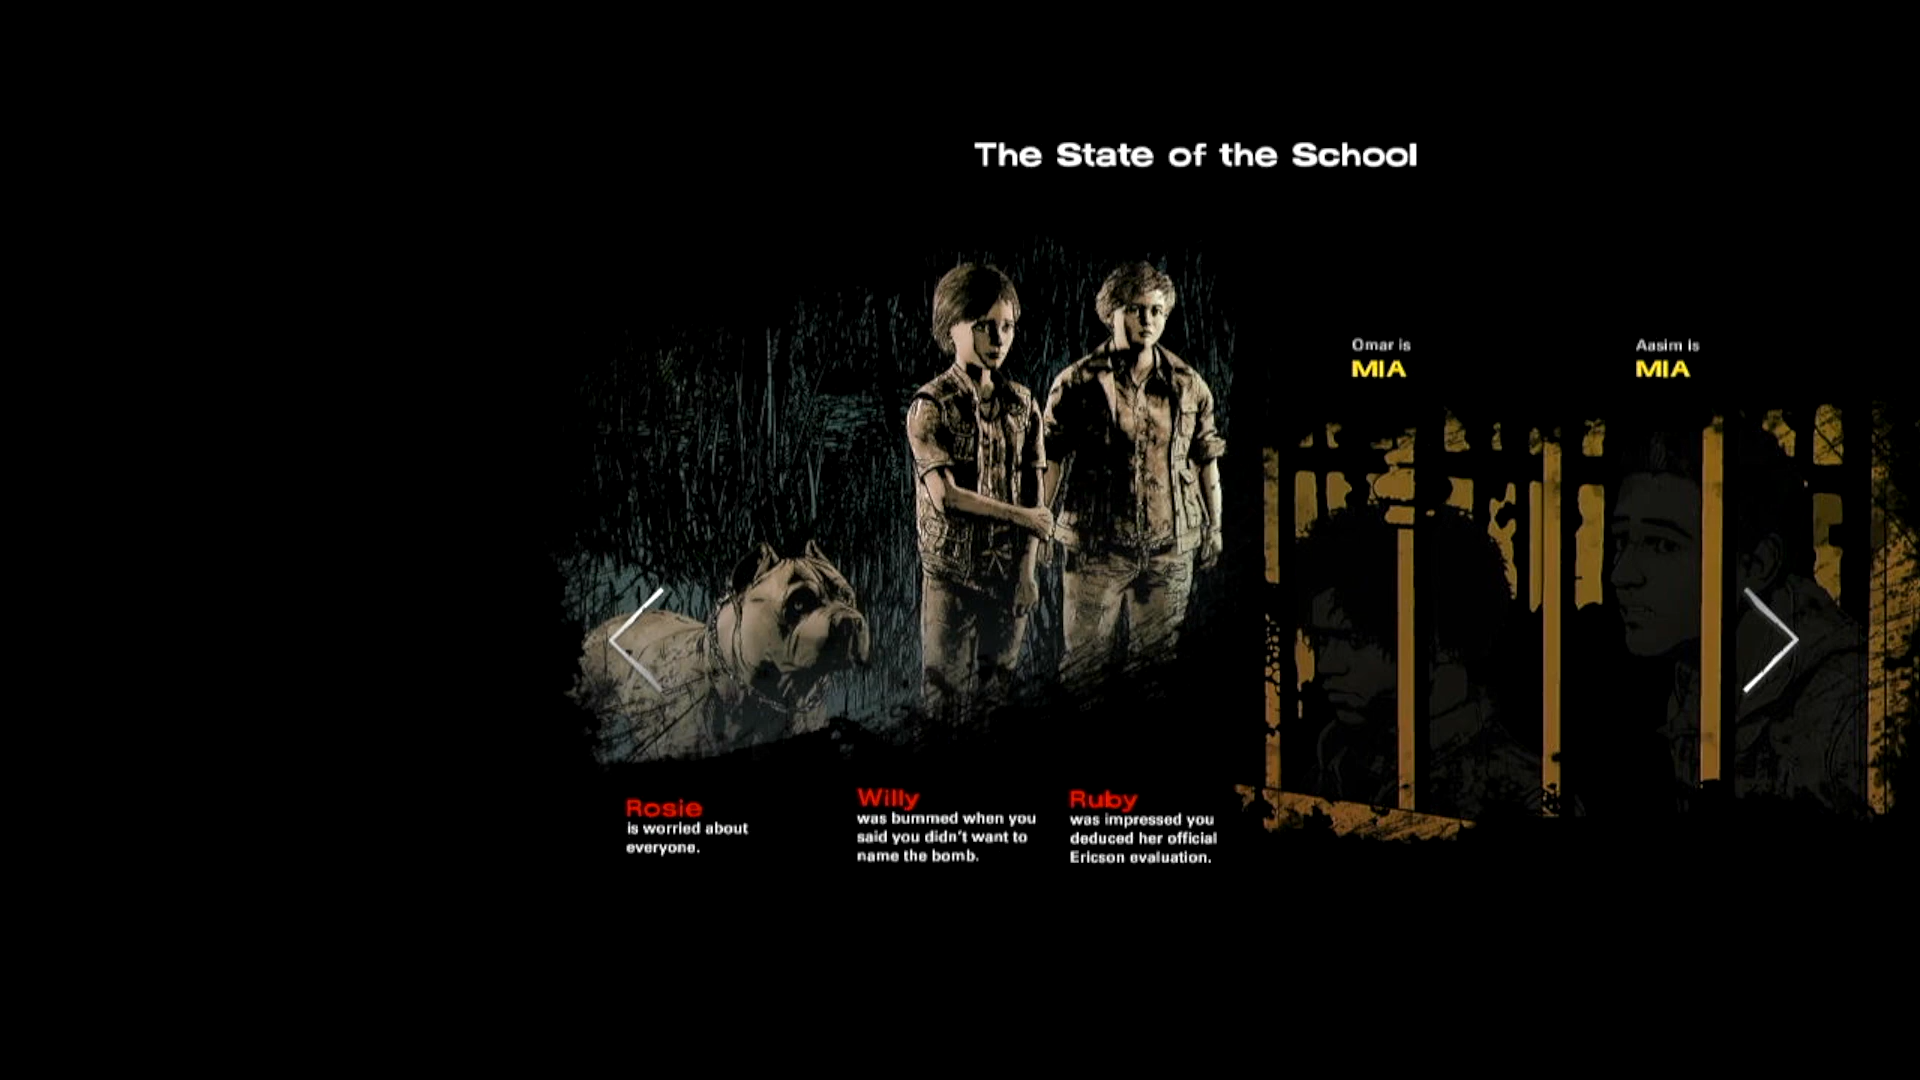 The State of the School
Omar is
MIA
Aasim is
MIA
Rosie
is worried about
everyone.
Willy
was bummed when you
said you didn't want to
name the bomb.
Ruby
was impressed you
deduced her official
Ericson evaluation.